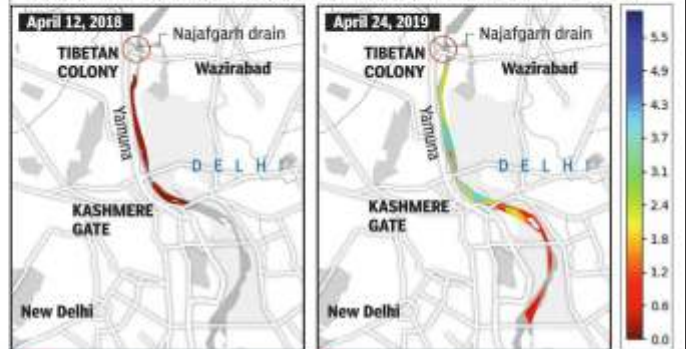 April 12, 2018
Najafgarh drain
TIBETAN
COLONY
Wazirabad
Yamuna
DELHI
KASHMERE
GATE
New Delhi
April 24, 2019
Najafgarh drain
TIBETAN
COLONY
Wazirabad
Yamuna
DELHI
KASHMERE
GATE
New Delhi
5.5
4.9
4.3
3.7
3.1
2.4
1.8
1.2
0.6
0.0